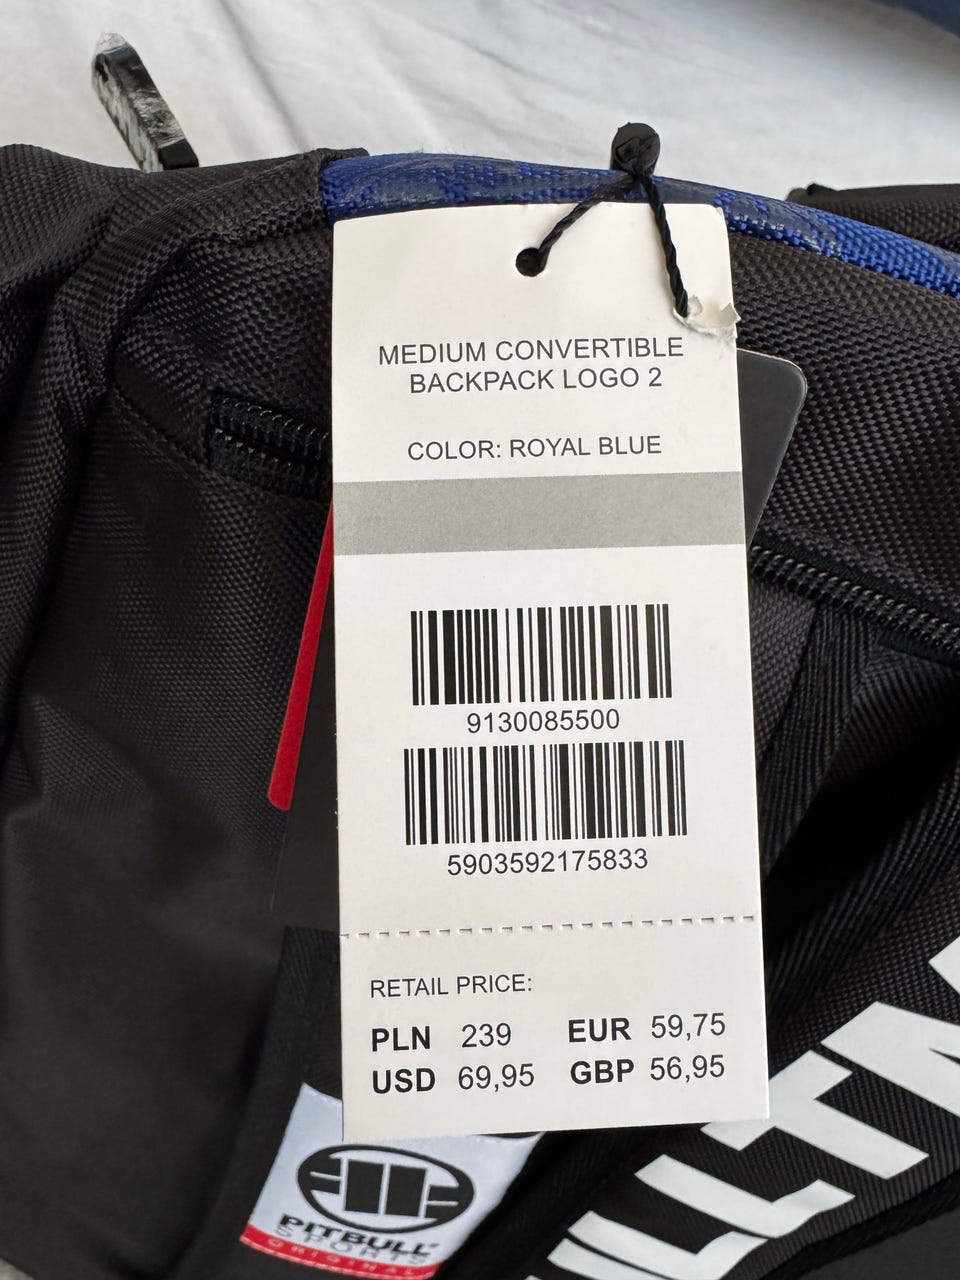 MEDIUM CONVERTIBLE
BACKPACK LOGO 2
COLOR: ROYAL BLUE
9130085500
5903592175833
RETAIL PRICE:
PLN 239 EUR 59,75
USD 69,95 GBP 56,95
PITBULL
SPORTS
ORIGINAL